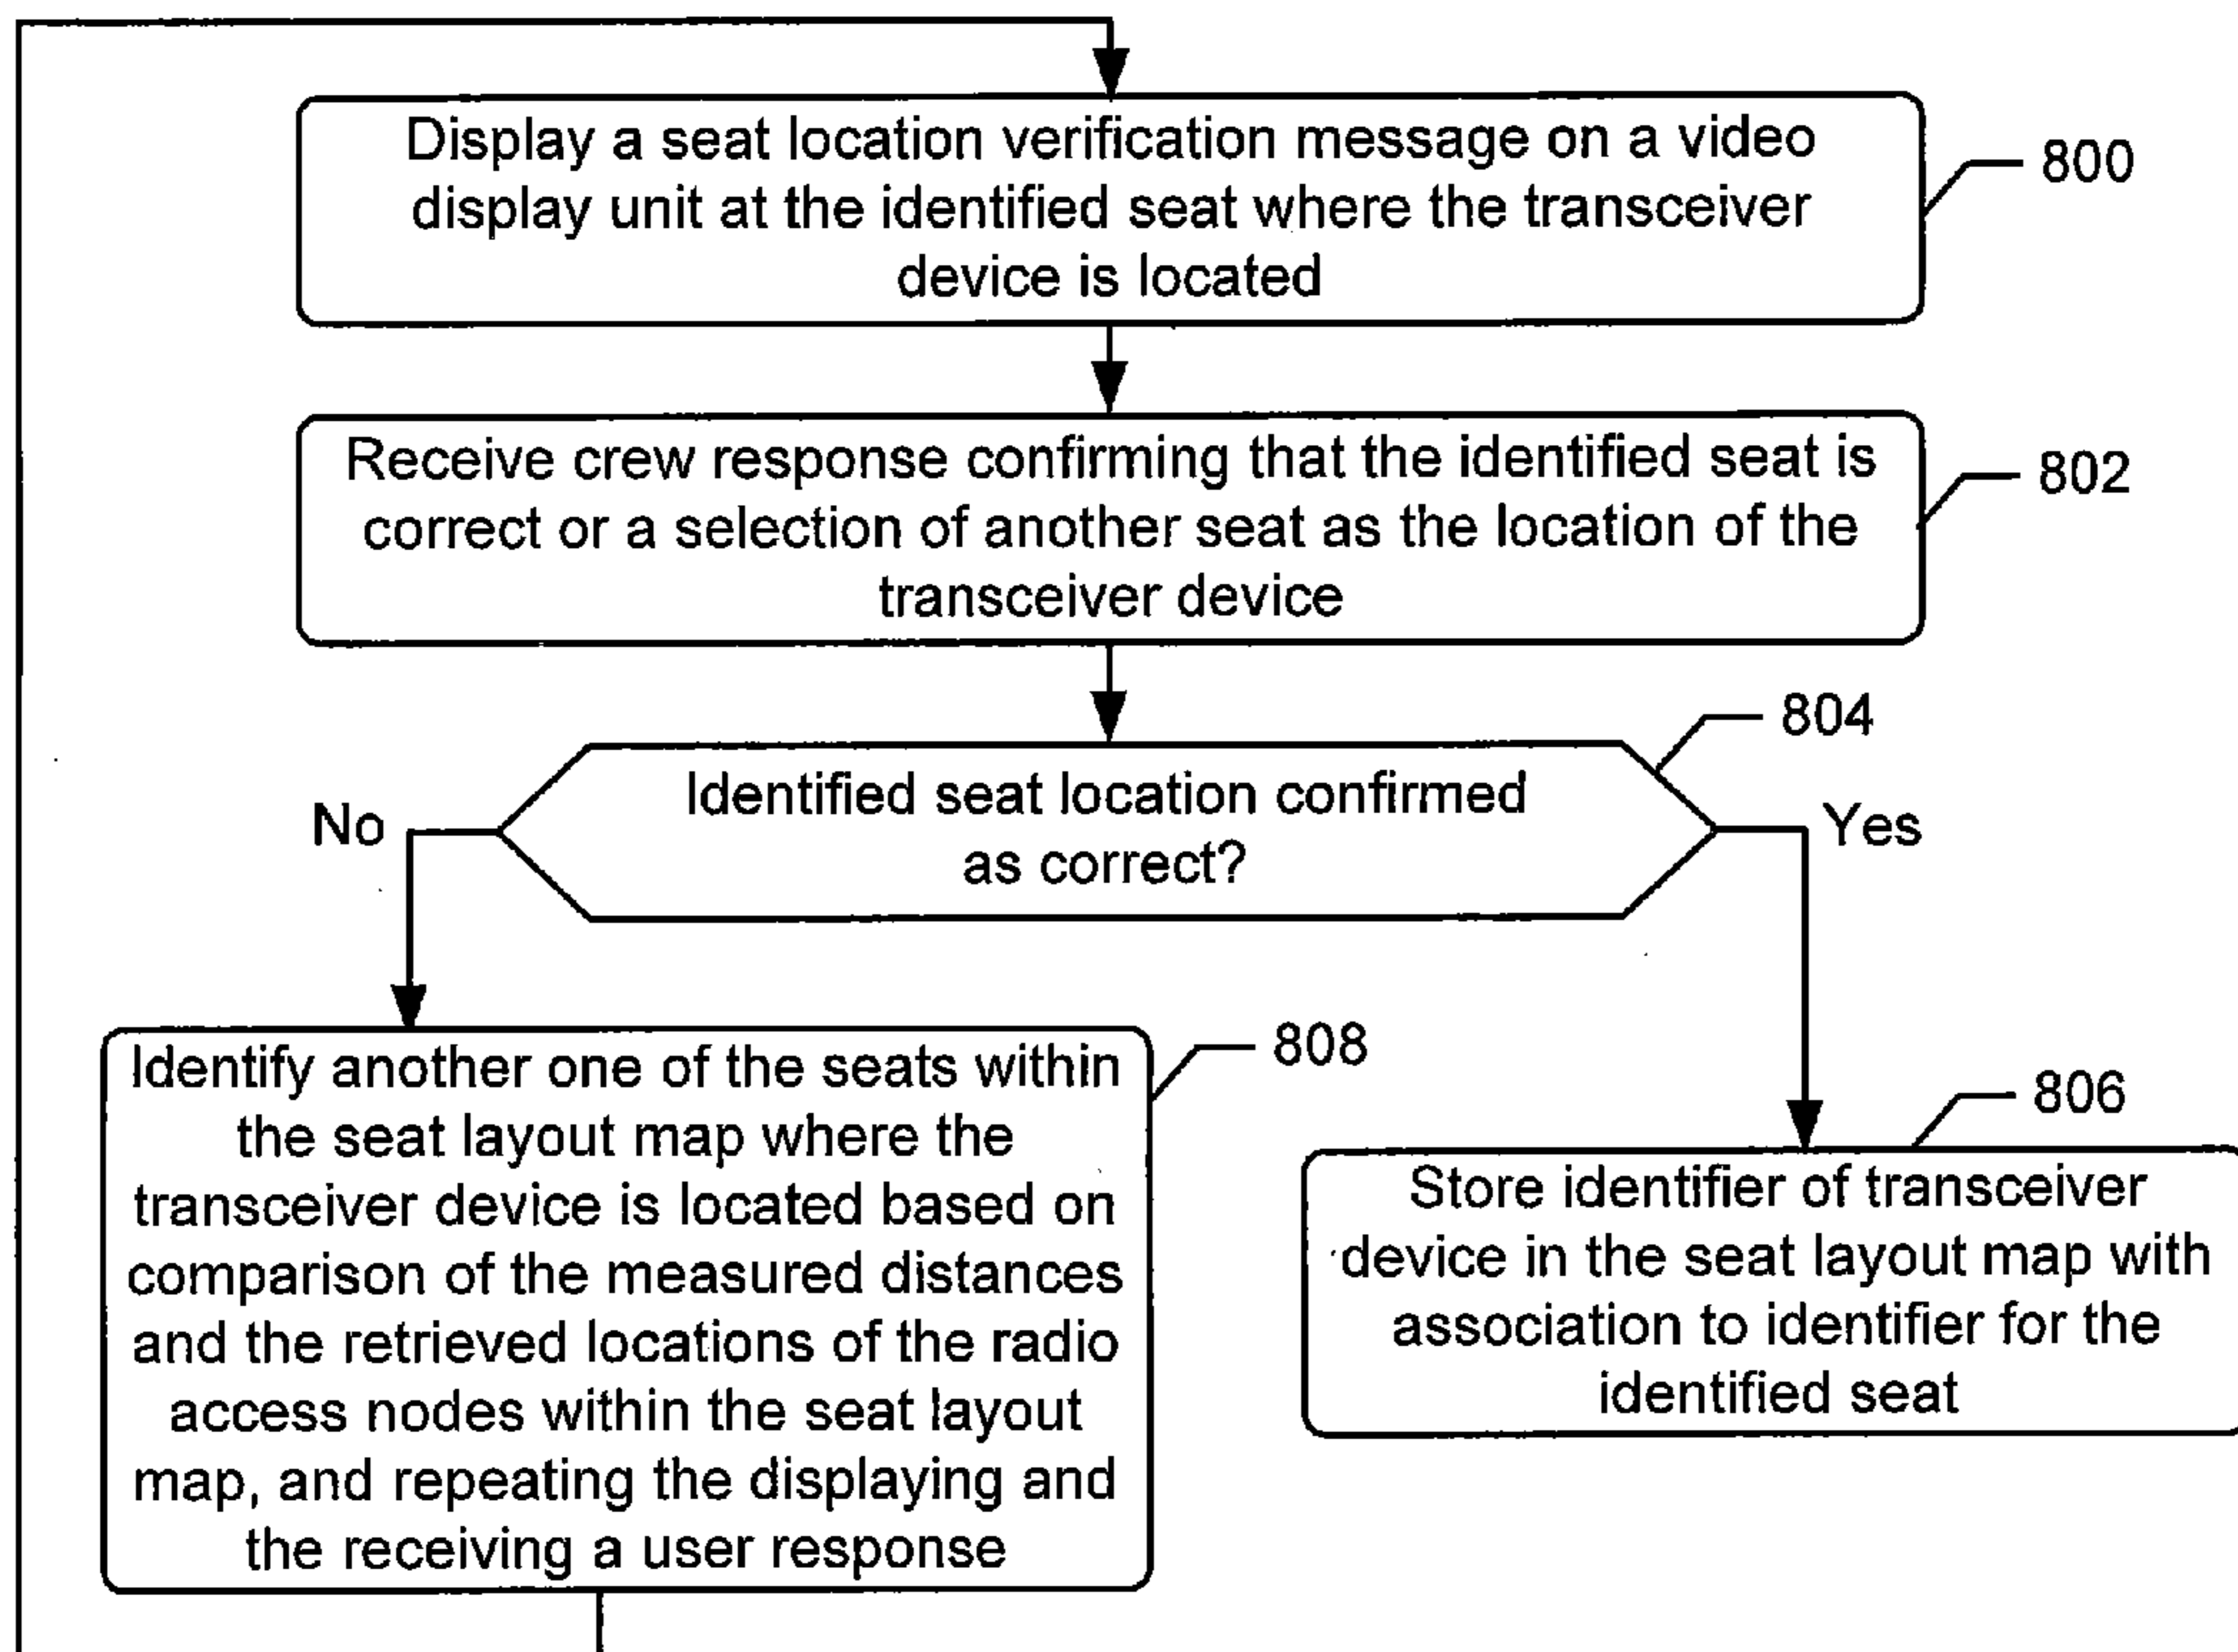 Display a seat location verification message on a video
display unit at the identified seat where the transceiver
device is located
800
Receive crew response confirming that the identified seat is
correct or a selection of another seat as the location of the
transceiver device
802
Identified seat location confirmed
as correct?
804
No
Yes
Identify another one of the seats within
the seat layout map where the
transceiver device is located based on
comparison of the measured distances
and the retrieved locations of the radio
access nodes within the seat layout
map, and repeating the displaying and
the receiving a user response
808
Store identifier of transceiver
device in the seat layout map with
association to identifier for the
identified seat
806